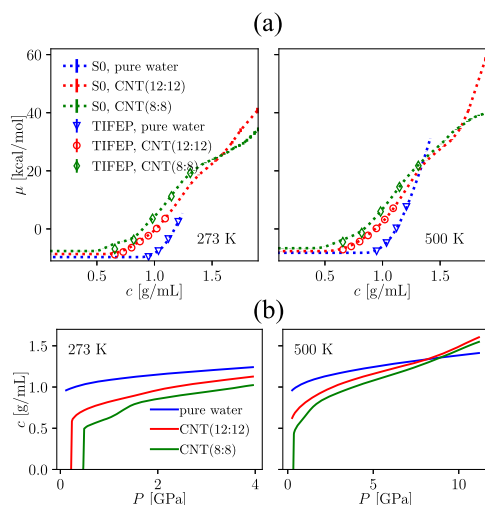 (a)
60
40
20
0
μ [kcal/mol]
S0, pure water
S0, CNT(12:12)
S0, CNT(8:8)
TIFEP, pure water
TIFEP, CNT(12:12)
TIFEP, CNT(8:8)
273 K
500 K
0.5 1.0 1.5
0.5 1.0 1.5
c [g/mL]
c [g/mL]
(b)
273 K
500 K
1.5
1.0
0.5
0.0
c [g/mL]
pure water
CNT(12:12)
CNT(8:8)
0 2 4
0 5 10
P [GPa]
P [GPa]